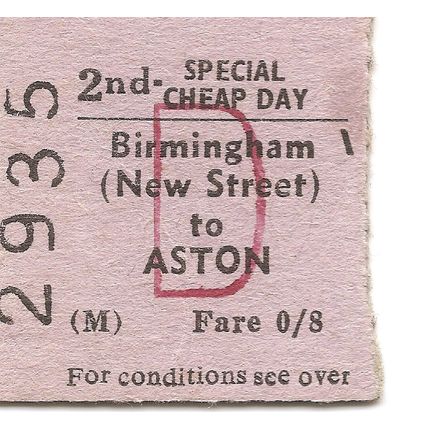 2nd- SPECIAL
CHEAP DAY
Birmingham
(New Street)
to
ASTON
(M) Fare 0/8
For conditions see over
2935
D